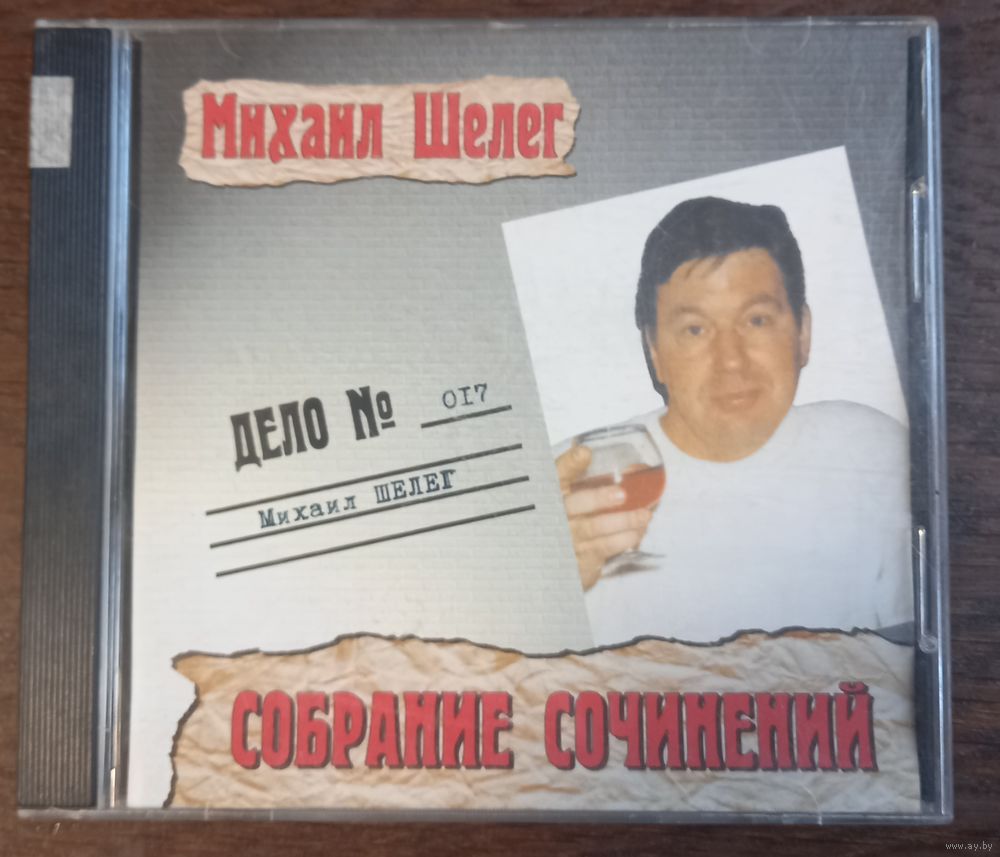 Михаил Шелег
ДЕЛО № 017
Михаил ШЕЛЕГ
СОБРАНИЕ СОЧИНЕНИЙ
www.ay.by